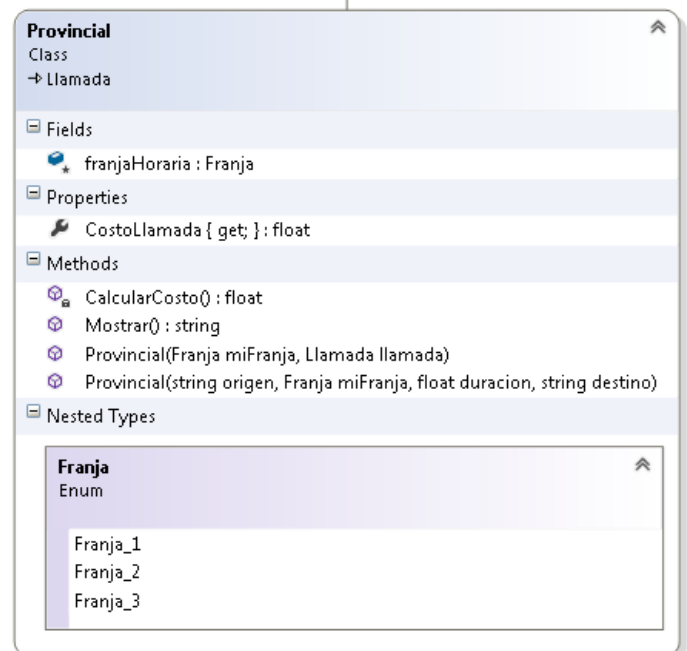 Provincial
Class
Llamada
Fields
franjaHoraria : Franja
Properties
CostoLlamada { get; } : float
Methods
CalcularCosto() : float
Mostrar() : string
Provincial(Franja miFranja, Llamada llamada)
Provincial(string origen, Franja miFranja, float duracion, string destino)
Nested Types
Franja
Enum
Franja_1
Franja_2
Franja_3